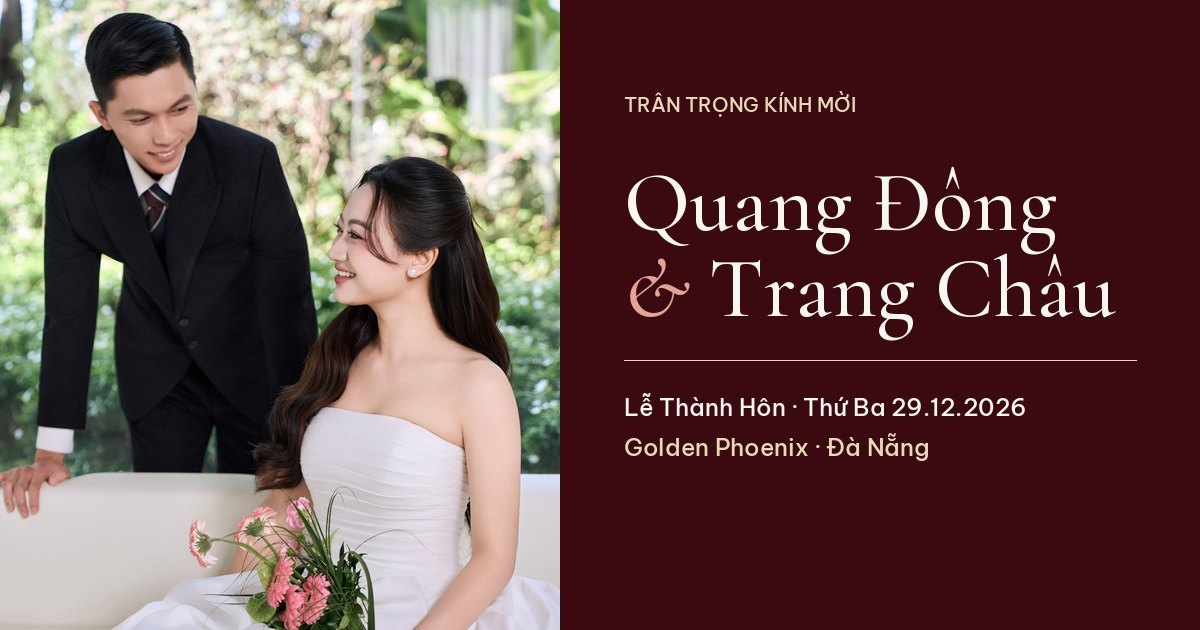 TRÂN TRỌNG KÍNH MỜI
Quang Đông
& Trang Châu
Lễ Thành Hôn · Thứ Ba 29.12.2026
Golden Phoenix · Đà Nẵng